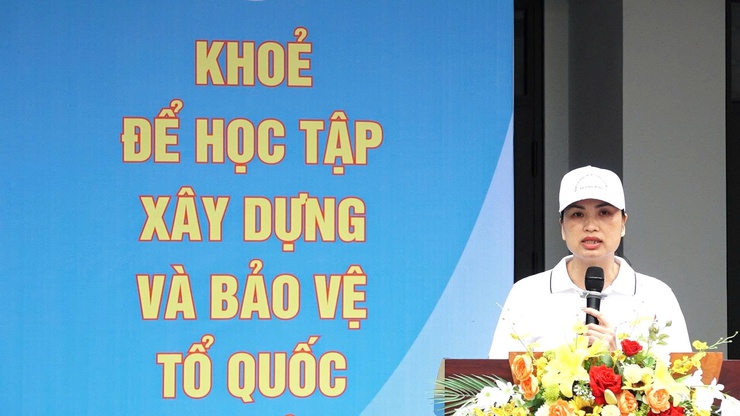 KHOẺ
ĐỂ HỌC TẬP
XÂY DỰNG
VÀ BẢO VỆ
TỔ QUỐC